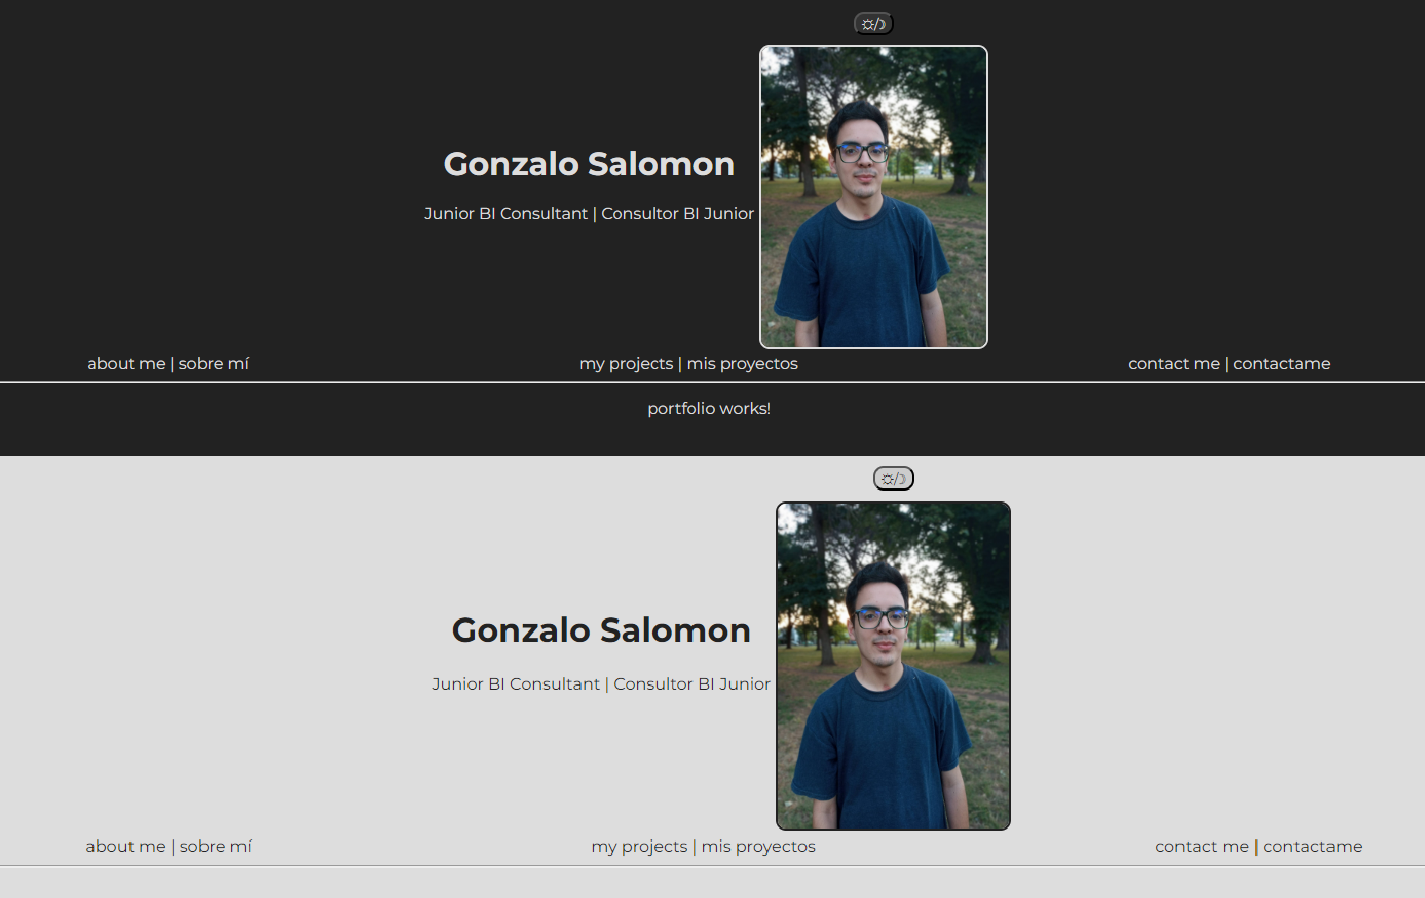 ☼/☽
Gonzalo Salomon
Junior BI Consultant | Consultor BI Junior
about me | sobre mí
my projects | mis proyectos
contact me | contactame
portfolio works!
☼/☽
Gonzalo Salomon
Junior BI Consultant | Consultor BI Junior
about me | sobre mí
my projects | mis proyectos
contact me | contactame